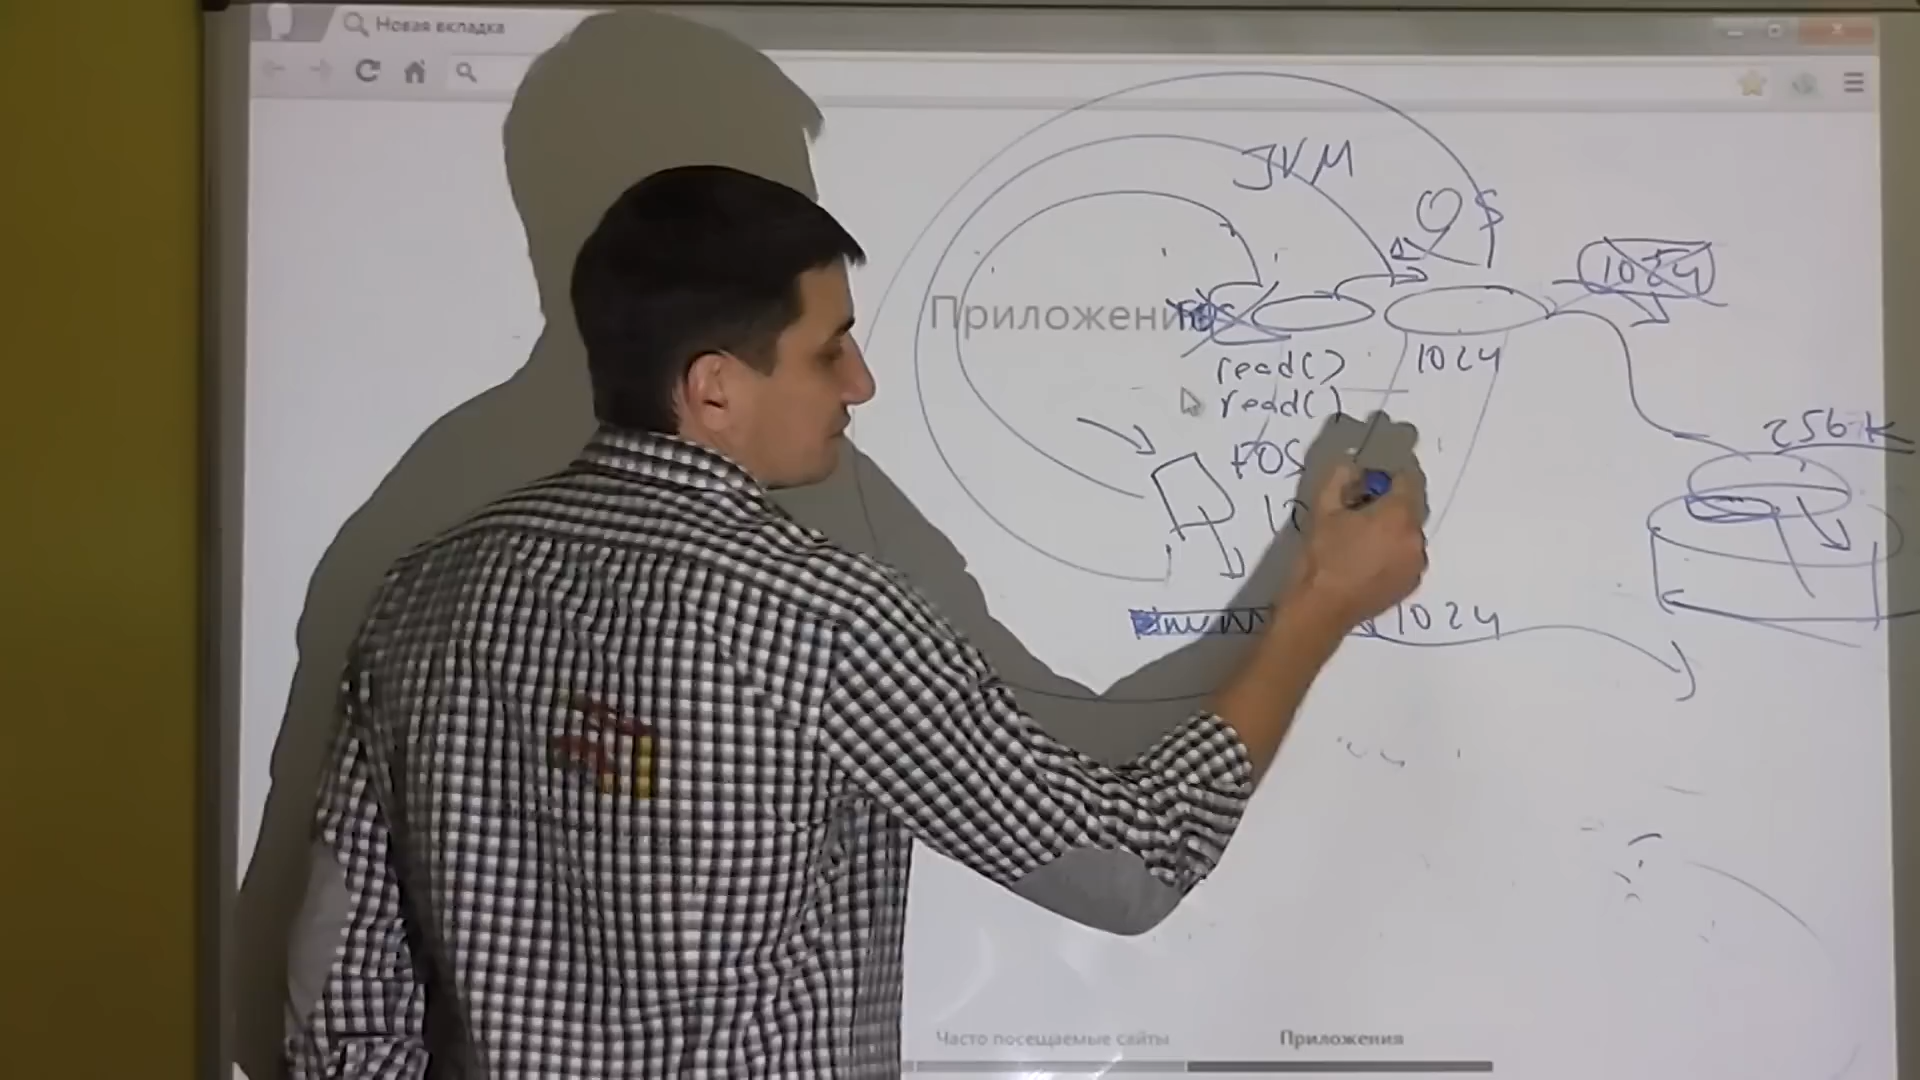 Новая вкладка
JVM
OS
1024
Приложения
read()
1024
read()
256K
FOS
1024
Часто посещаемые сайты
Приложения